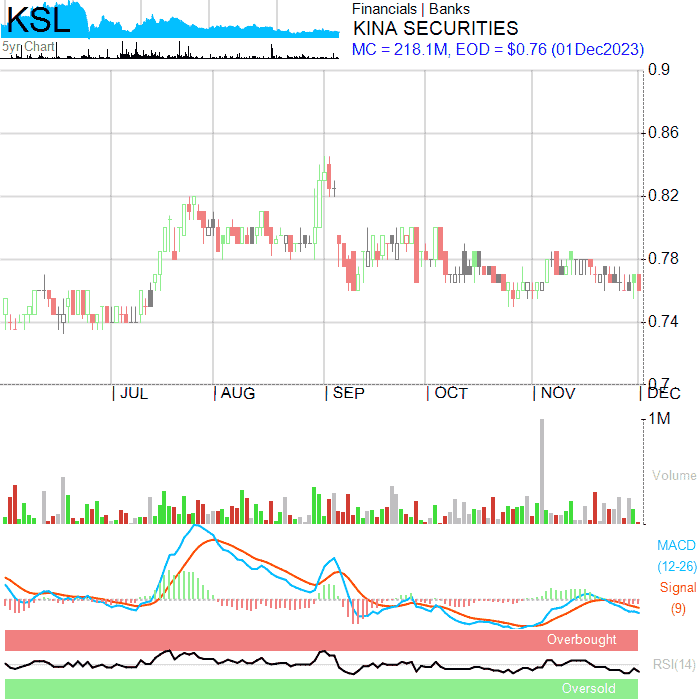 KSL
5yr Chart
Financials | Banks
KINA SECURITIES
MC = 218.1M, EOD = $0.76 (01Dec2023)
0.9
0.86
0.82
0.78
0.74
0.7
| JUL | AUG | SEP | OCT | NOV | DEC
1M
Volume
MACD
(12-26)
Signal
(9)
Overbought
RSI(14)
Oversold